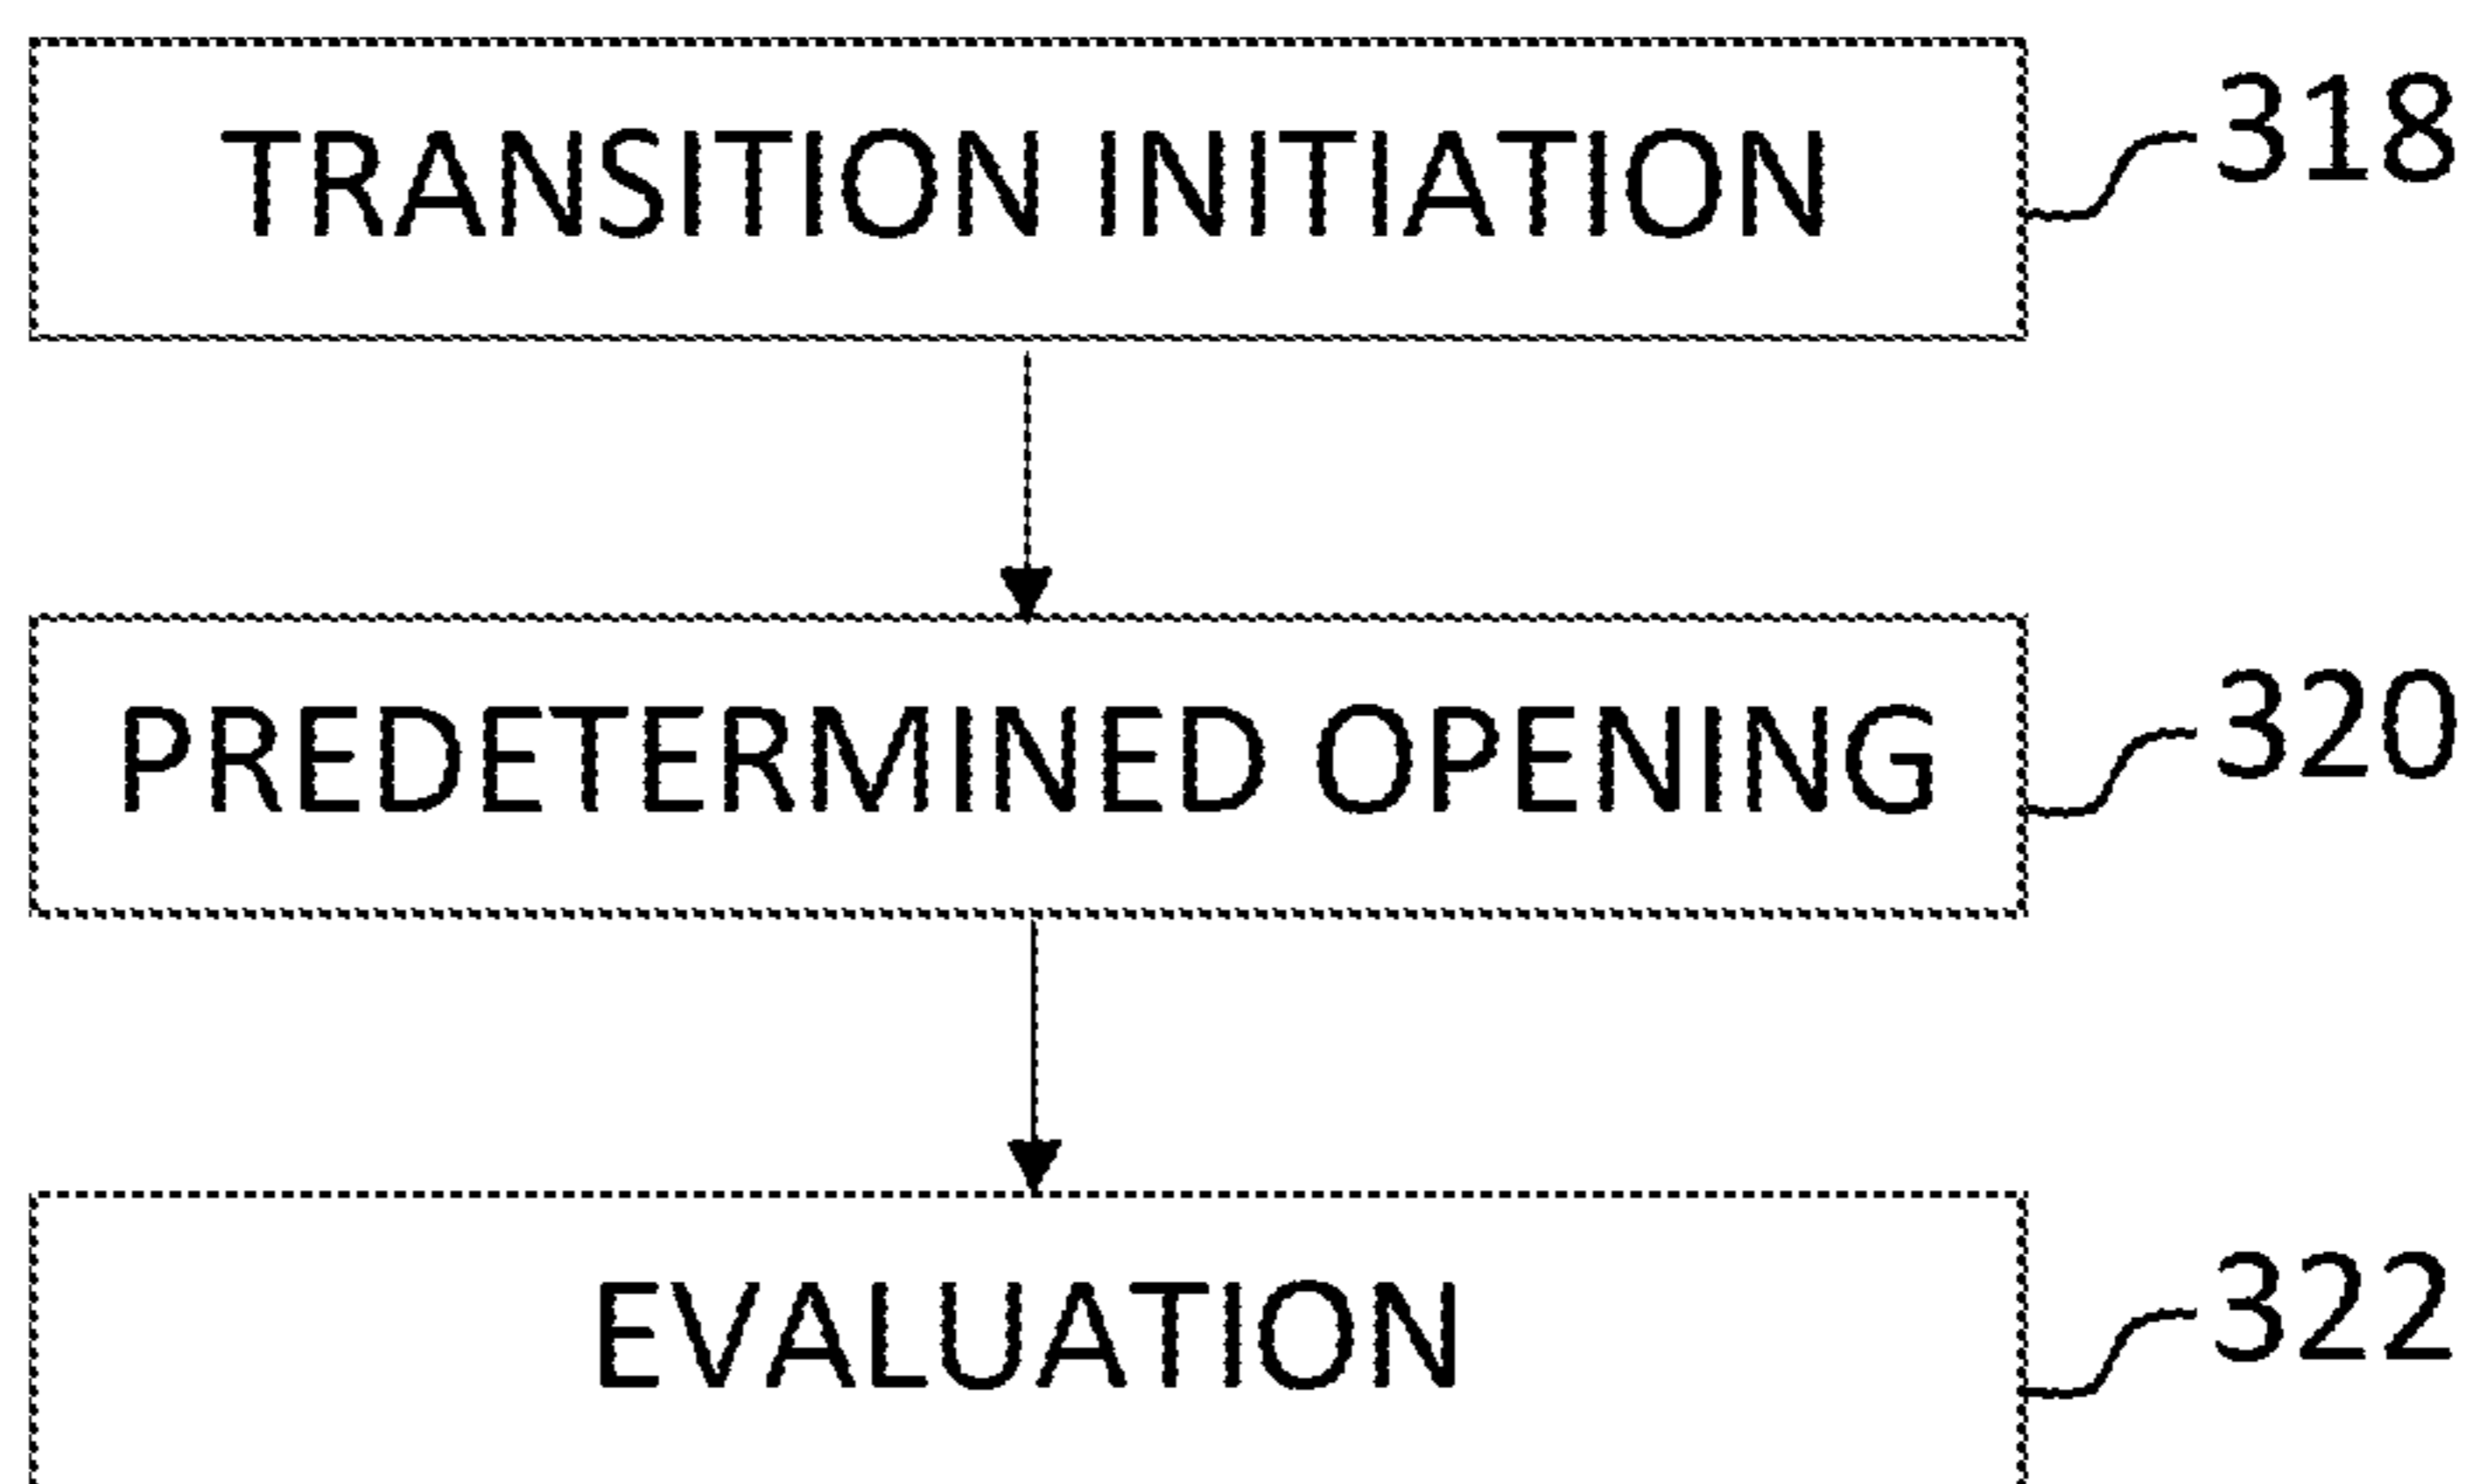 TRANSITION INITIATION
318
PREDETERMINED OPENING
320
EVALUATION
322